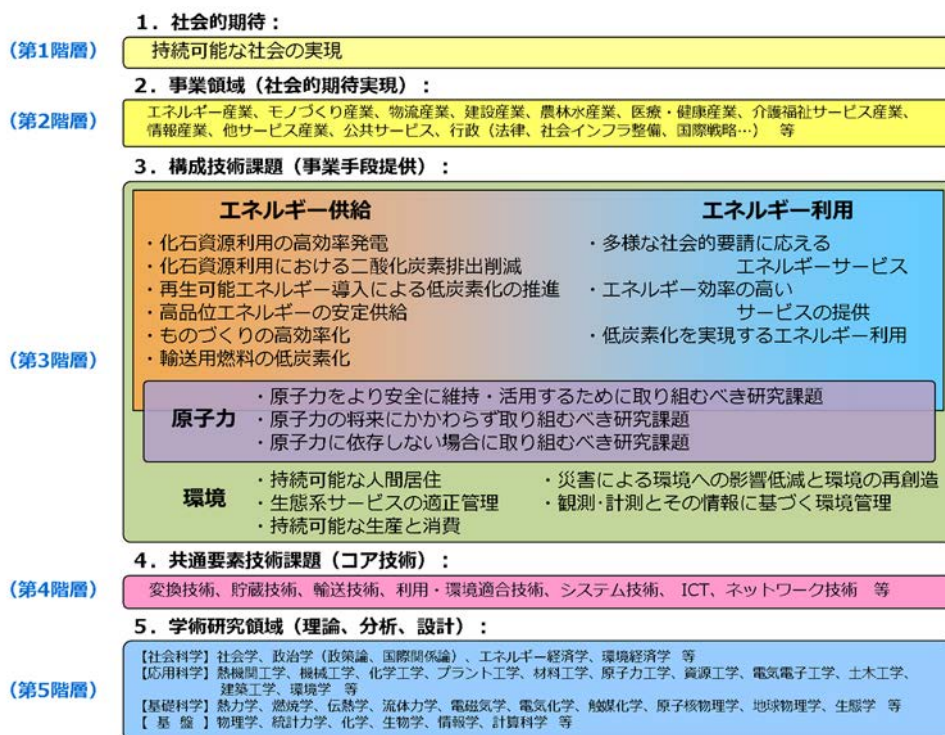 1．社会的期待：
（第1階層）
持続可能な社会の実現
2．事業領域（社会的期待実現）：
（第2階層）
エネルギー産業、モノづくり産業、物流産業、建設産業、農林水産業、医療・健康産業、介護福祉サービス産業、
情報産業、他サービス産業、公共サービス、行政（法律、社会インフラ整備、国際戦略…） 等
3．構成技術課題（事業手段提供）：
（第3階層）
エネルギー供給
・化石資源利用の高効率発電
・化石資源利用における二酸化炭素排出削減
・再生可能エネルギー導入による低炭素化の推進
・高品位エネルギーの安定供給
・ものづくりの高効率化
・輸送用燃料の低炭素化
エネルギー利用
・多様な社会的要請に応える
エネルギーサービス
・エネルギー効率の高い
サービスの提供
・低炭素化を実現するエネルギー利用
原子力
・原子力をより安全に維持・活用するために取り組むべき研究課題
・原子力の将来にかかわらず取り組むべき研究課題
・原子力に依存しない場合に取り組むべき研究課題
環境
・持続可能な人間居住
・生態系サービスの適正管理
・持続可能な生産と消費
・災害による環境への影響低減と環境の再創造
・観測・計測とその情報に基づく環境管理
4．共通要素技術課題（コア技術）：
（第4階層）
変換技術、貯蔵技術、輸送技術、利用・環境適合技術、システム技術、 ICT、ネットワーク技術 等
5．学術研究領域（理論、分析、設計）：
（第5階層）
【社会科学】社会学、政治学（政策論、国際関係論）、エネルギー経済学、環境経済学 等
【応用科学】熱機関工学、機械工学、化学工学、プラント工学、材料工学、原子力工学、資源工学、電気電子工学、土木工学、
建築工学、環境学 等
【基礎科学】熱力学、燃焼学、伝熱学、流体力学、電磁気学、電気化学、触媒化学、原子核物理学、地球物理学、生態学 等
【 基 盤 】物理学、統計力学、化学、生物学、情報学、計算科学 等